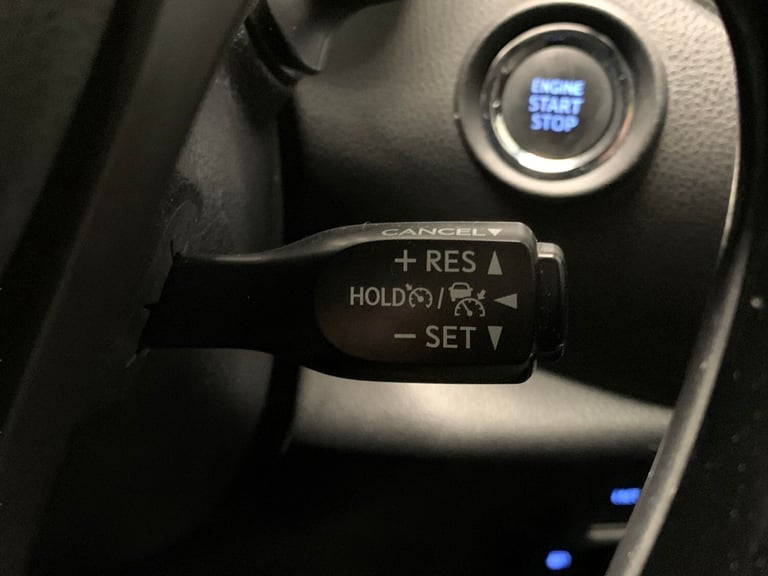 ENGINE
START
STOP
CANCEL▼
+ RES ▲
HOLD / ◀
− SET ▼